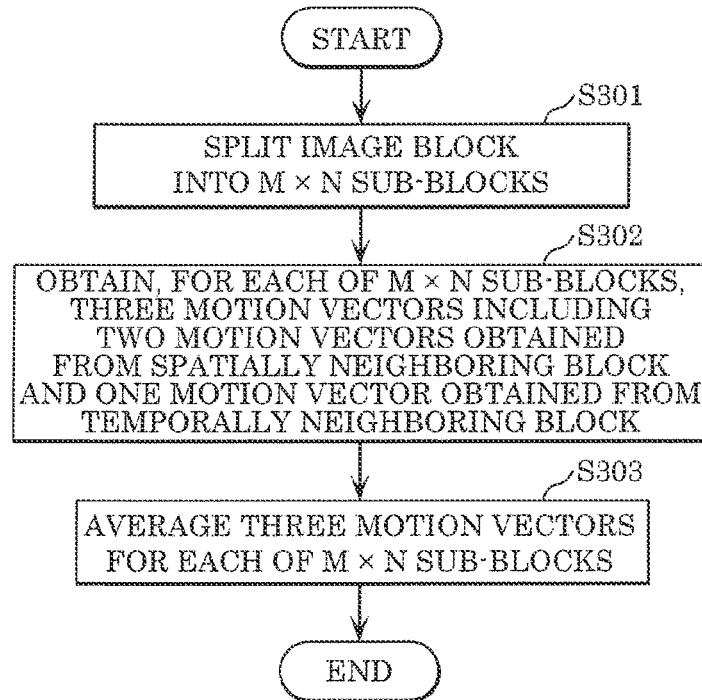 START
S301
SPLIT IMAGE BLOCK
INTO M × N SUB-BLOCKS
S302
OBTAIN, FOR EACH OF M × N SUB-BLOCKS,
THREE MOTION VECTORS INCLUDING
TWO MOTION VECTORS OBTAINED
FROM SPATIALLY NEIGHBORING BLOCK
AND ONE MOTION VECTOR OBTAINED FROM
TEMPORALLY NEIGHBORING BLOCK
S303
AVERAGE THREE MOTION VECTORS
FOR EACH OF M × N SUB-BLOCKS
END